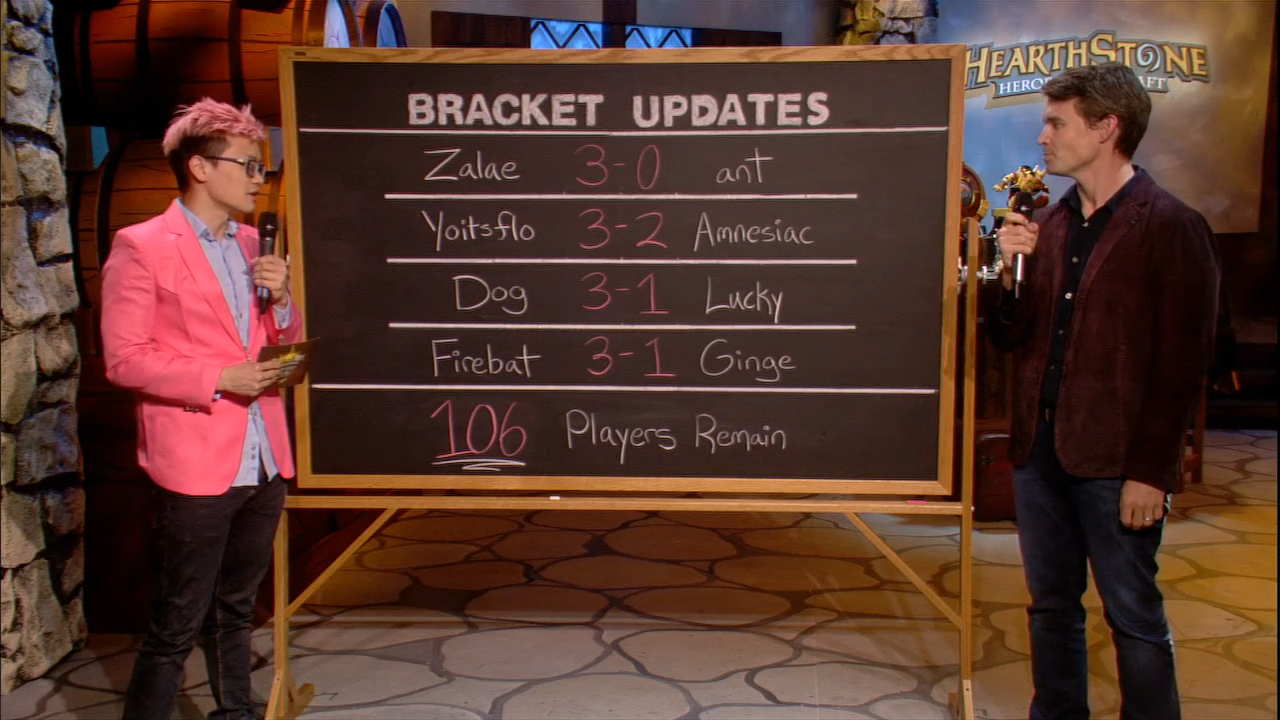 BRACKET UPDATES
Zalae 3-0 ant
Yoitsflo 3-2 Amnesiac
Dog 3-1 Lucky
Firebat 3-1 Ginge
106 Players Remain
HEARTHSTONE